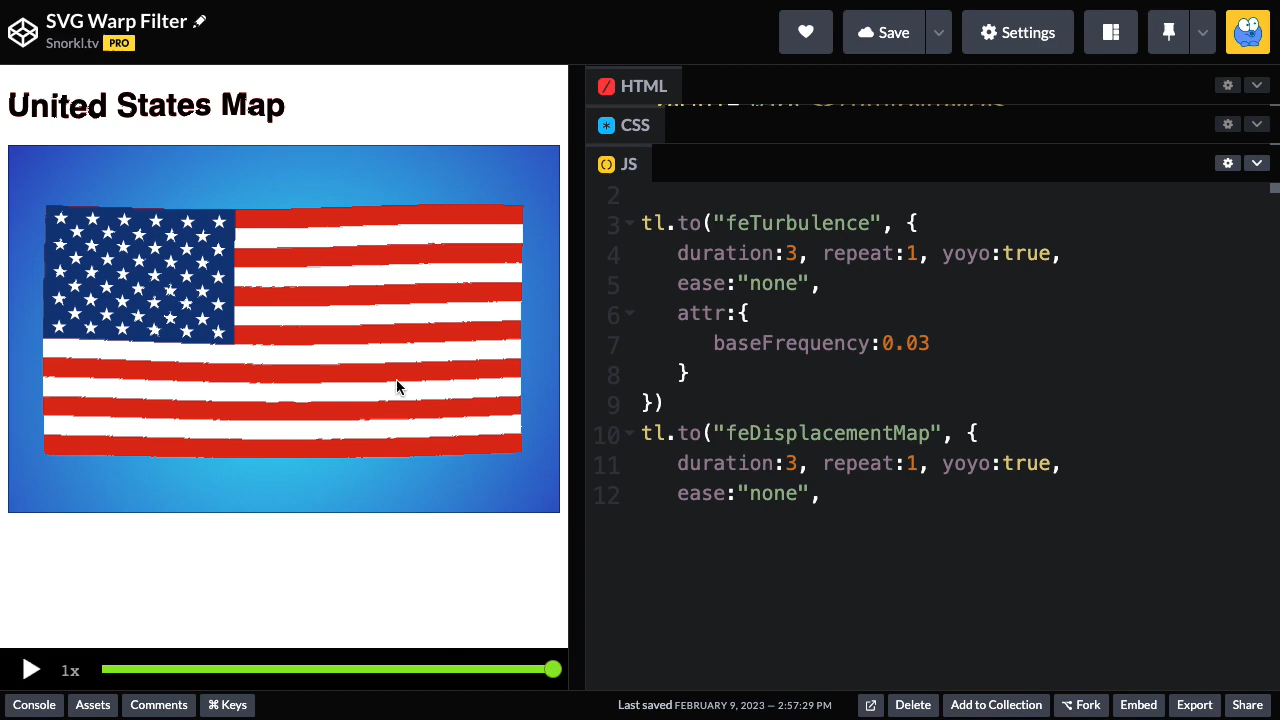 SVG Warp Filter
Snorkl.tv PRO
Save
Settings
United States Map
HTML
CSS
JS
2
3 tl.to("feTurbulence", {
4 duration:3, repeat:1, yoyo:true,
5 ease:"none",
6 attr:{
7 baseFrequency:0.03
8 }
9 })
10 tl.to("feDisplacementMap", {
11 duration:3, repeat:1, yoyo:true,
12 ease:"none",
1x
Console Assets Comments ⌘ Keys Last saved FEBRUARY 9, 2023 — 2:57:29 PM Delete Add to Collection Fork Embed Export Share